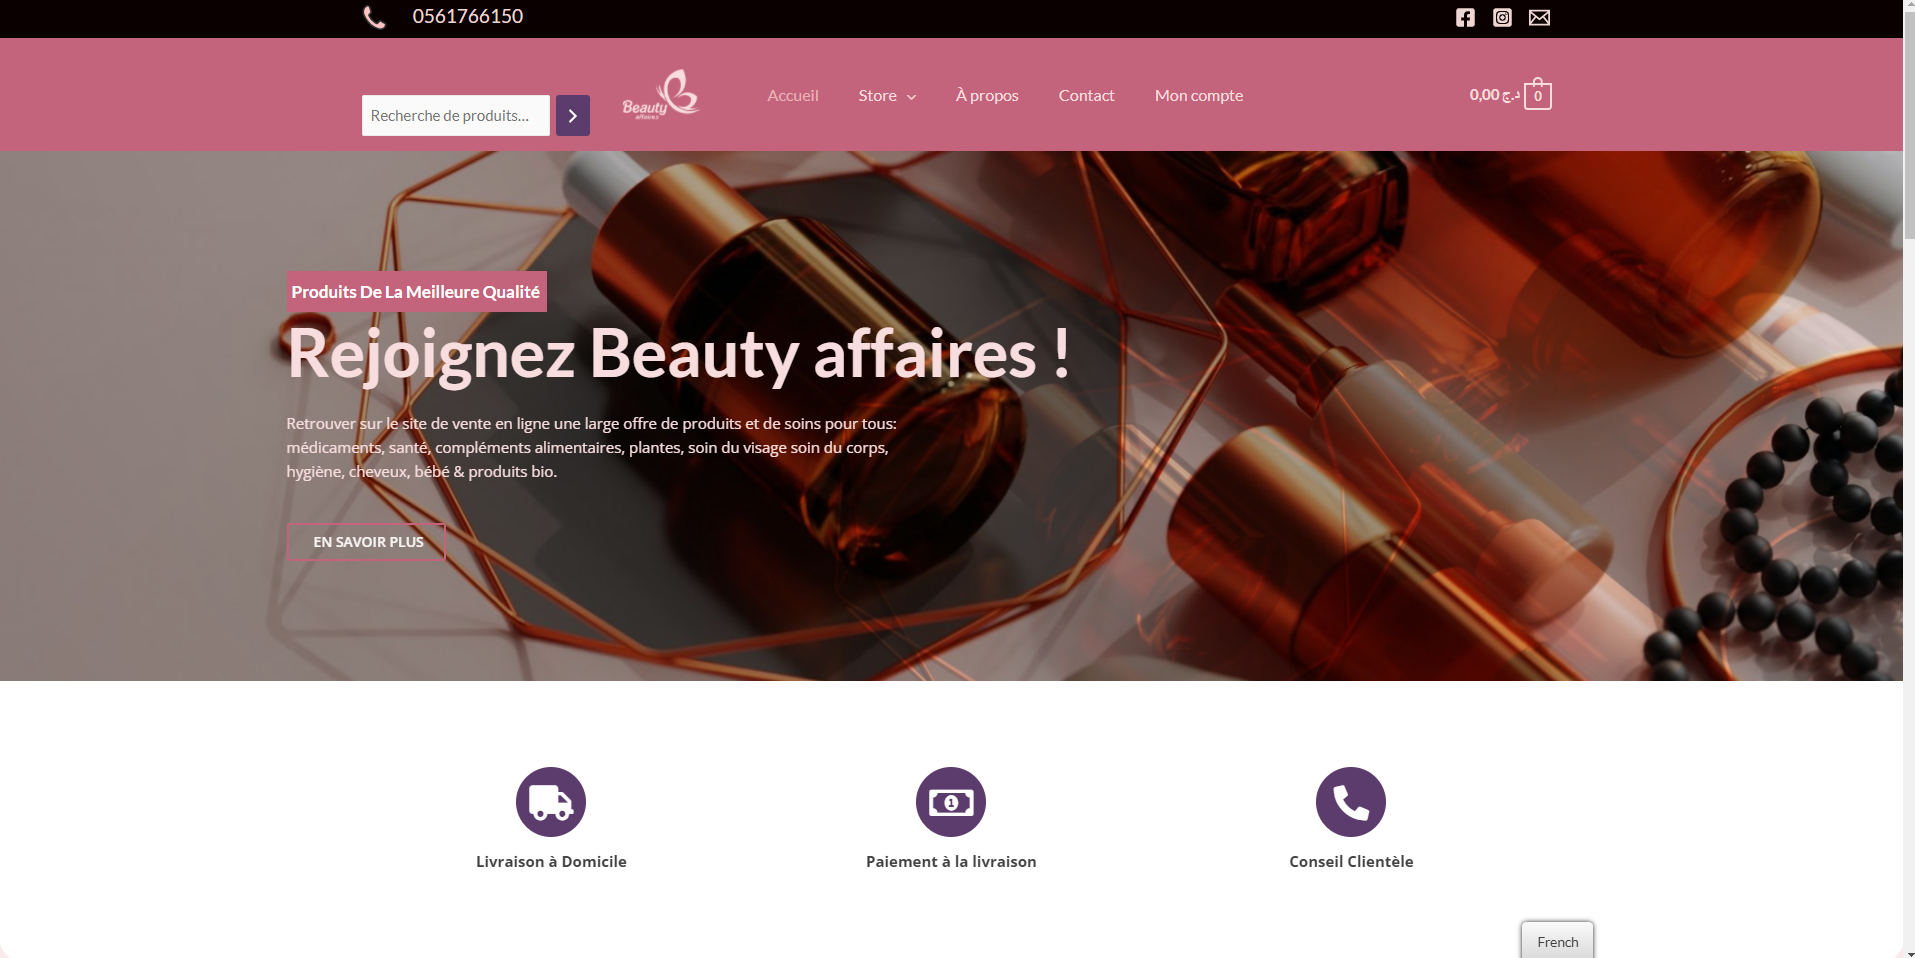 0561766150
Recherche de produits...
Beauty
affaires
Accueil
Store
À propos
Contact
Mon compte
0,00 د.ج
0
Produits De La Meilleure Qualité
Rejoignez Beauty affaires !
Retrouver sur le site de vente en ligne une large offre de produits et de soins pour tous:
médicaments, santé, compléments alimentaires, plantes, soin du visage soin du corps,
hygiène, cheveux, bébé & produits bio.
EN SAVOIR PLUS
1
Livraison à Domicile
Paiement à la livraison
Conseil Clientèle
French